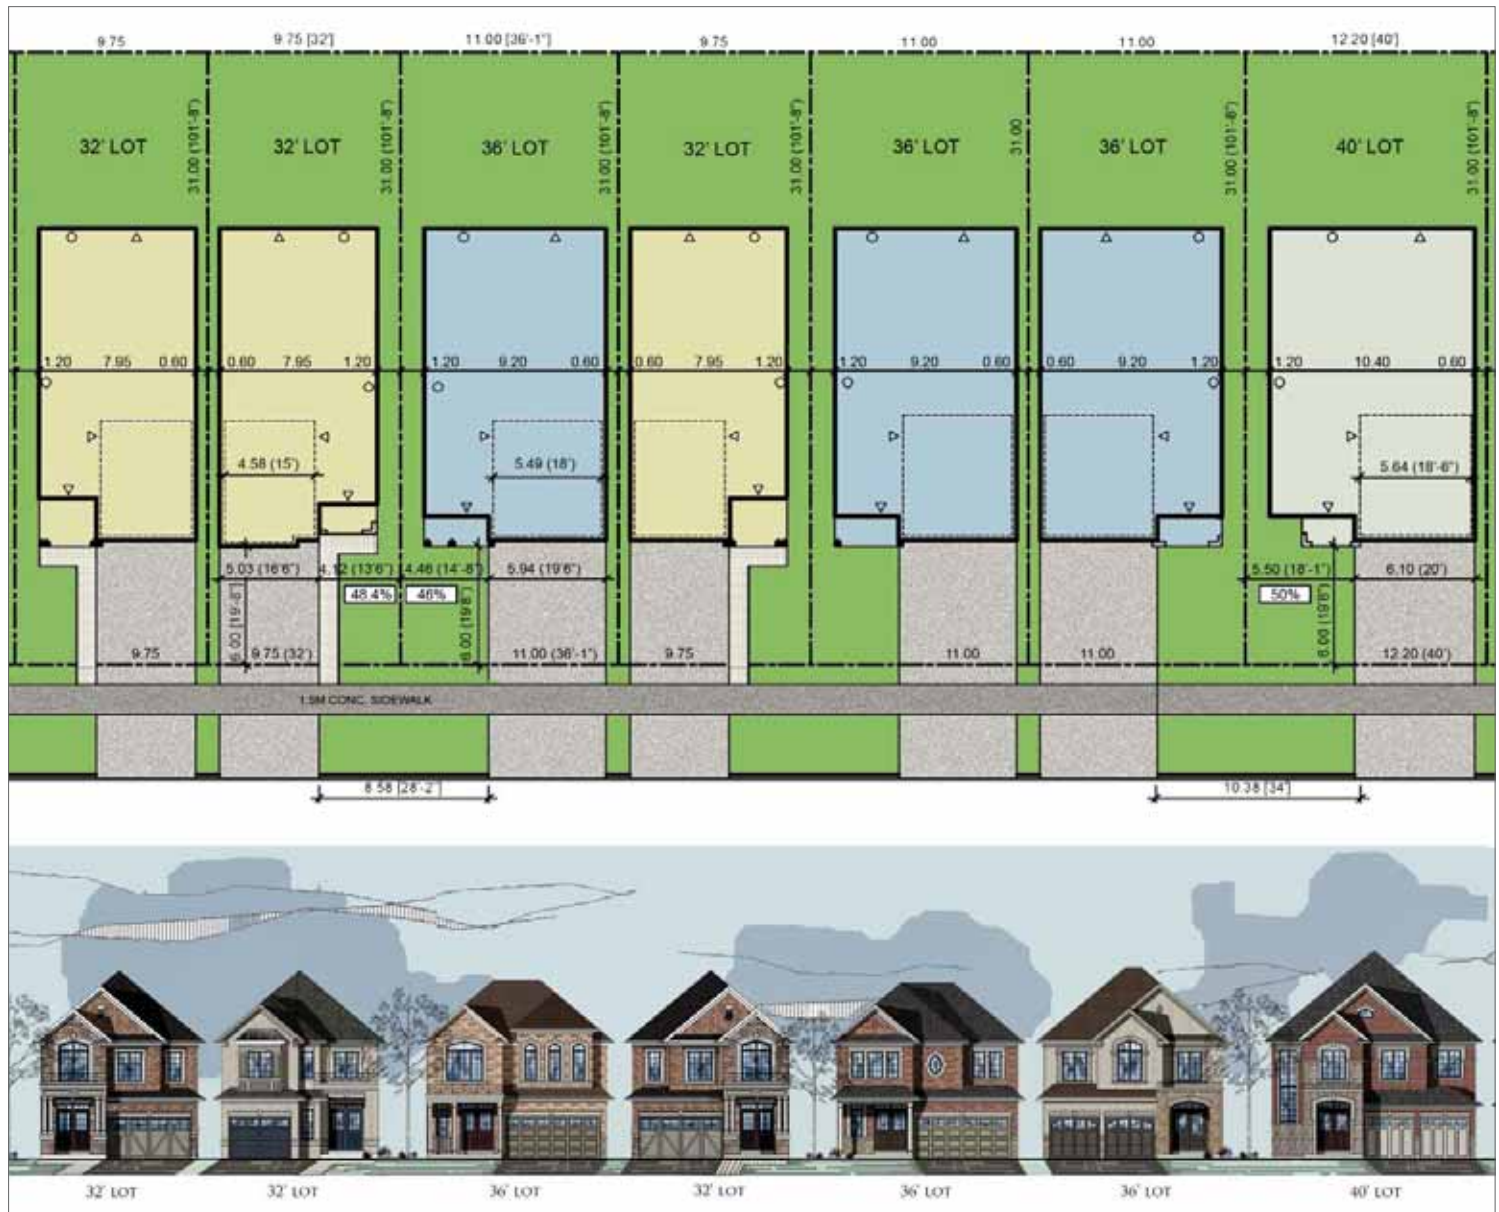 9.75 9.75 [32'] 11.00 [36'-1"] 9.75 11.00 11.00 12.20 [40']
31.00 (101'-8") 31.00 (101'-8") 31.00 (101'-8") 31.00 (101'-8") 31.00 31.00 (101'-8") 31.00 (101'-8")
32' LOT 32' LOT 36' LOT 32' LOT 36' LOT 36' LOT 40' LOT
1.20 7.95 0.60 0.60 7.95 1.20 1.20 9.20 0.60 0.60 7.95 1.20 1.20 9.20 0.60 0.60 9.20 1.20 1.20 10.40 0.60
4.58 (15') 5.49 (18') 5.64 (18'-6")
5.03 (16'6") 4.12 (13'6") 4.46 (14'-8") 5.94 (19'6") 5.50 (18'-1") 6.10 (20')
48.4% 46% 50%
6.00 (19'-8") 6.00 (19'8") 6.00 (19'8")
9.75 9.75 (32') 11.00 (36'-1") 9.75 11.00 11.00 12.20 (40')
1.5M CONC. SIDEWALK
8.58 [28'-2"] 10.38 [34']
32' LOT 32' LOT 36' LOT 32' LOT 36' LOT 36' LOT 40' LOT